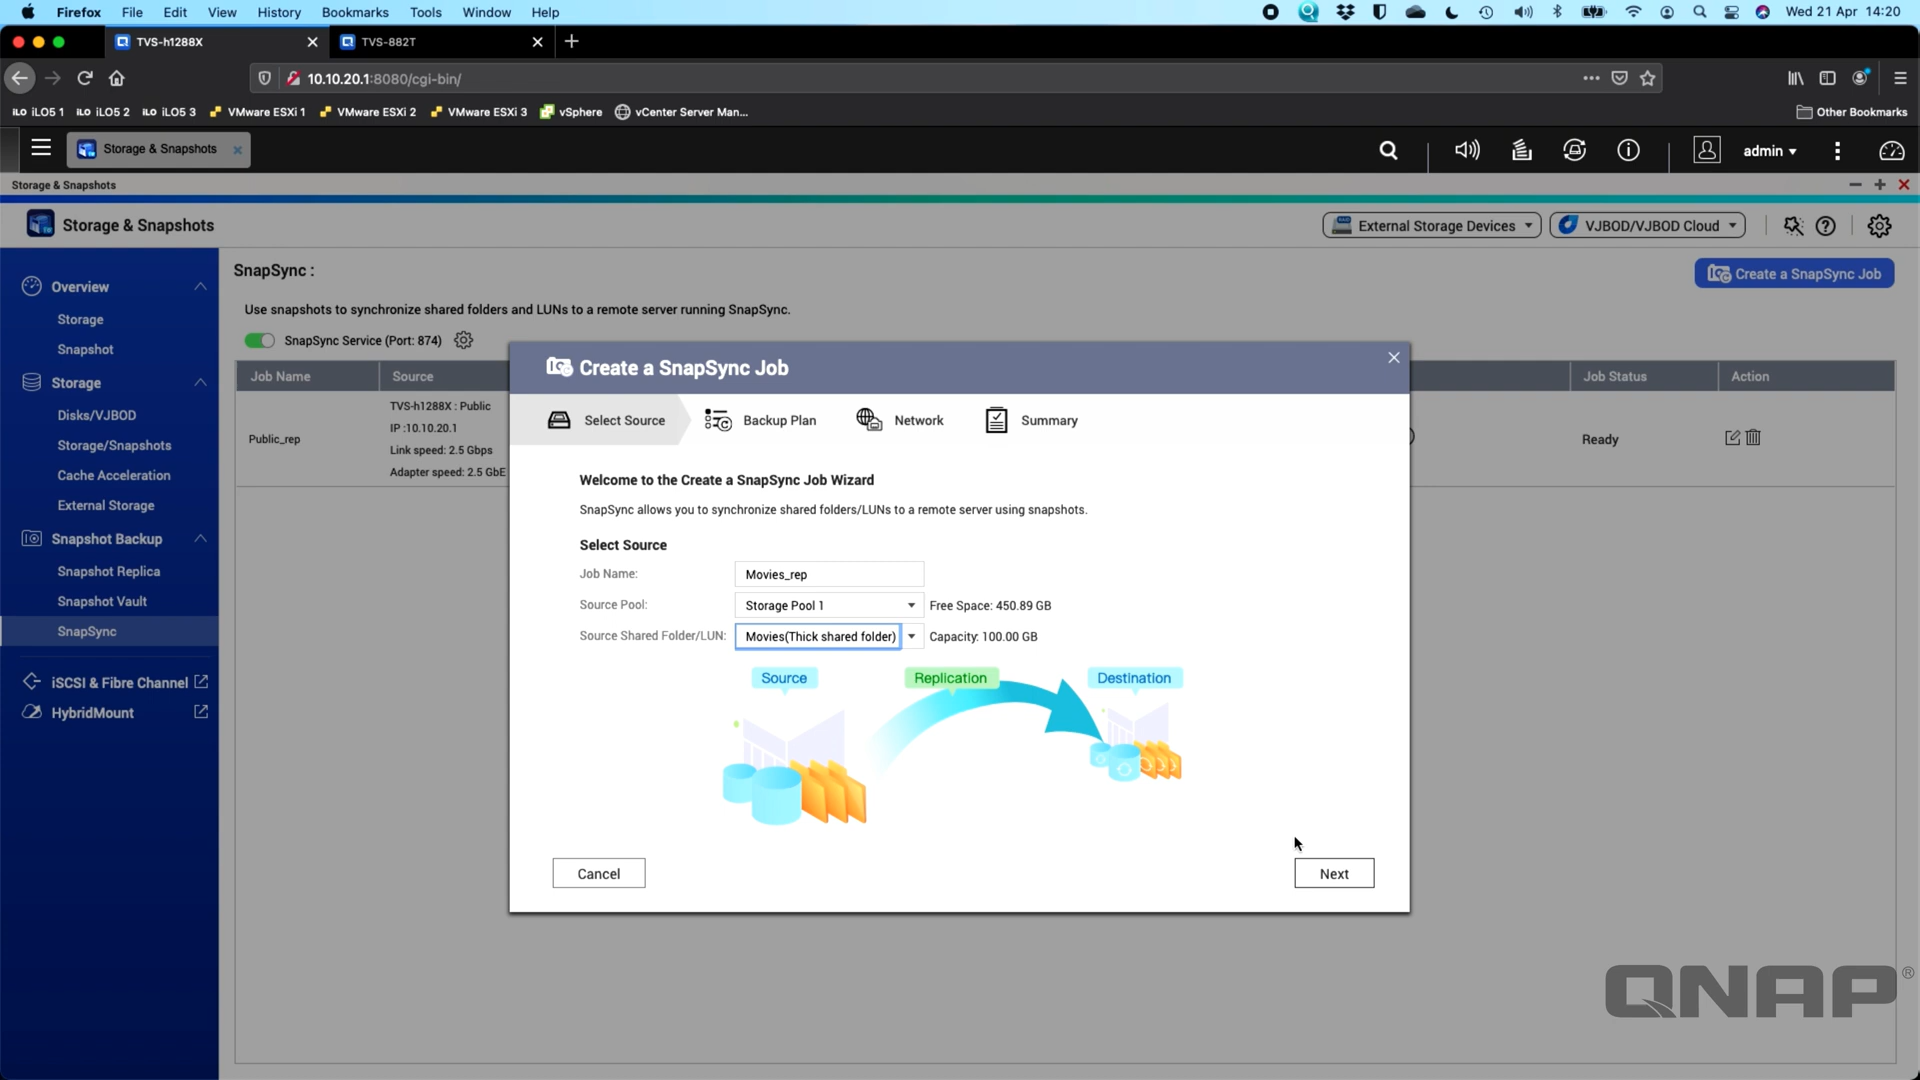 Firefox File Edit View History Bookmarks Tools Window Help
Wed 21 Apr 14:20
TVS-h1288X
TVS-882T
10.10.20.1:8080/cgi-bin/
iLO iLO5 1 iLO iLO5 2 iLO iLO5 3 VMware ESXi 1 VMware ESXi 2 VMware ESXi 3 vSphere vCenter Server Man...
Other Bookmarks
Storage & Snapshots
admin
Storage & Snapshots
Storage & Snapshots
External Storage Devices
VJBOD/VJBOD Cloud
Overview
Storage
Snapshot
Storage
Disks/VJBOD
Storage/Snapshots
Cache Acceleration
External Storage
Snapshot Backup
Snapshot Replica
Snapshot Vault
SnapSync
iSCSI & Fibre Channel
HybridMount
SnapSync :
Create a SnapSync Job
Use snapshots to synchronize shared folders and LUNs to a remote server running SnapSync.
SnapSync Service (Port: 874)
Job Name Source Job Status Action
Public_rep
TVS-h1288X : Public
IP :10.10.20.1
Link speed: 2.5 Gbps
Adapter speed: 2.5 GbE
Ready
Create a SnapSync Job
Select Source Backup Plan Network Summary
Welcome to the Create a SnapSync Job Wizard
SnapSync allows you to synchronize shared folders/LUNs to a remote server using snapshots.
Select Source
Job Name: Movies_rep
Source Pool: Storage Pool 1 Free Space: 450.89 GB
Source Shared Folder/LUN: Movies(Thick shared folder) Capacity: 100.00 GB
Source Replication Destination
Cancel Next
QNAP®